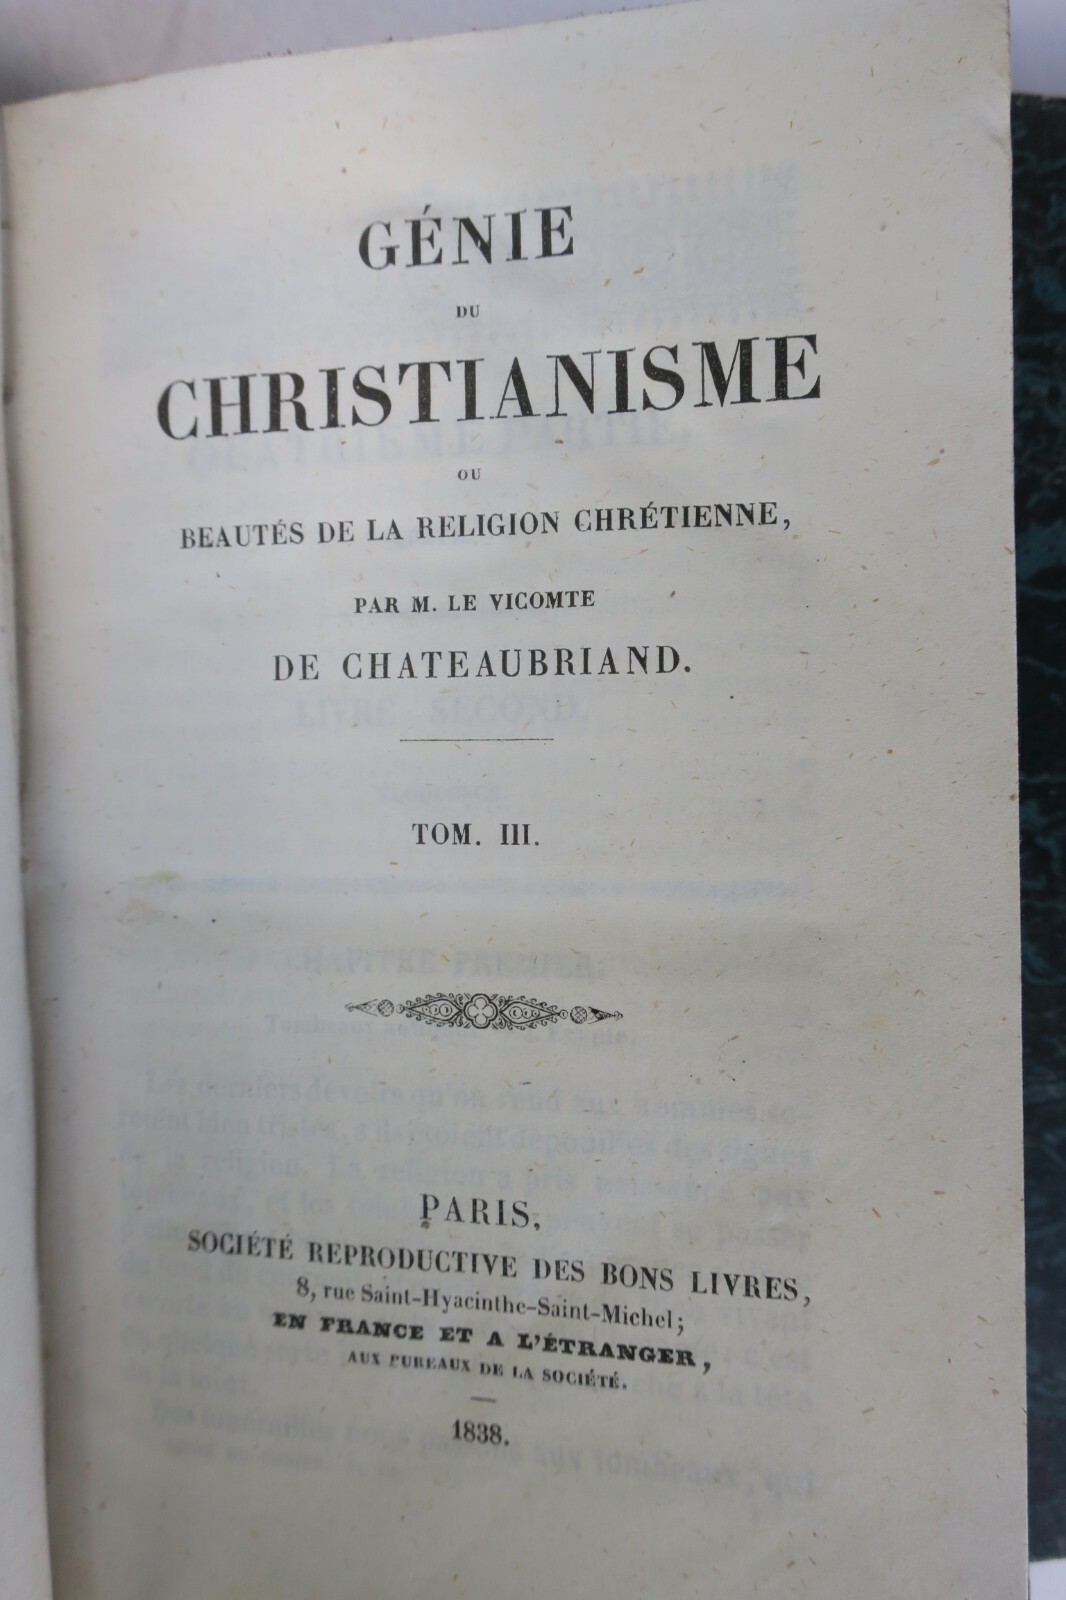 GÉNIE
DU
CHRISTIANISME
OU
BEAUTÉS DE LA RELIGION CHRÉTIENNE,
PAR M. LE VICOMTE
DE CHATEAUBRIAND.
TOM. III.
PARIS,
SOCIÉTÉ REPRODUCTIVE DES BONS LIVRES,
8, rue Saint-Hyacinthe-Saint-Michel;
EN FRANCE ET A L'ÉTRANGER,
AUX BUREAUX DE LA SOCIÉTÉ.
1838.